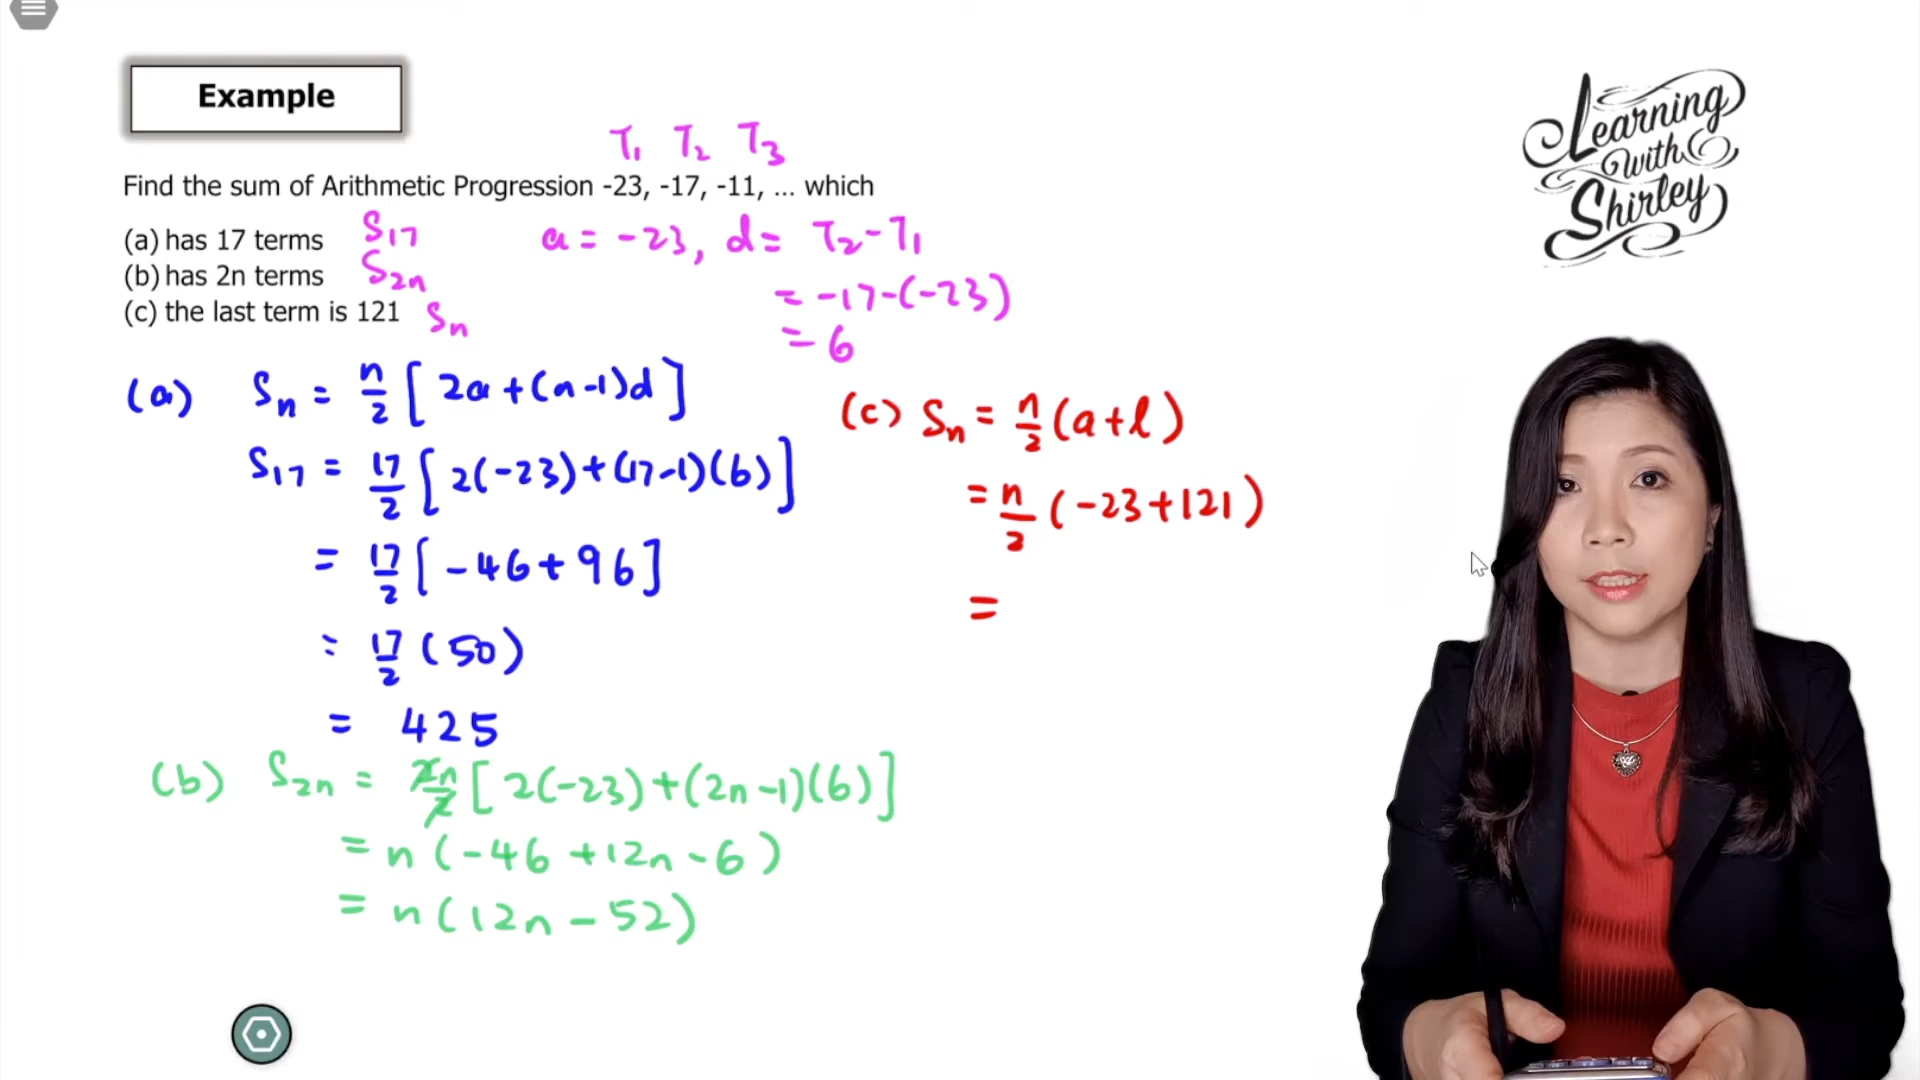 Example
Learning
with
Shirley
T₁ T₂ T₃
Find the sum of Arithmetic Progression -23, -17, -11, ... which
(a) has 17 terms S₁₇
(b) has 2n terms S₂ₙ
(c) the last term is 121 Sₙ
a = -23, d = T₂-T₁
= -17-(-23)
= 6
(a) Sₙ = n/2 [ 2a+(n-1)d ]
S₁₇ = 17/2 [ 2(-23)+(17-1)(6) ]
= 17/2 [ -46+96 ]
= 17/2 (50)
= 425
(b) S₂ₙ = 2n/2 [ 2(-23)+(2n-1)(6) ]
= n (-46 +12n-6 )
= n (12n-52)
(c) Sₙ = n/2 (a+l)
= n/2 (-23+121)
=